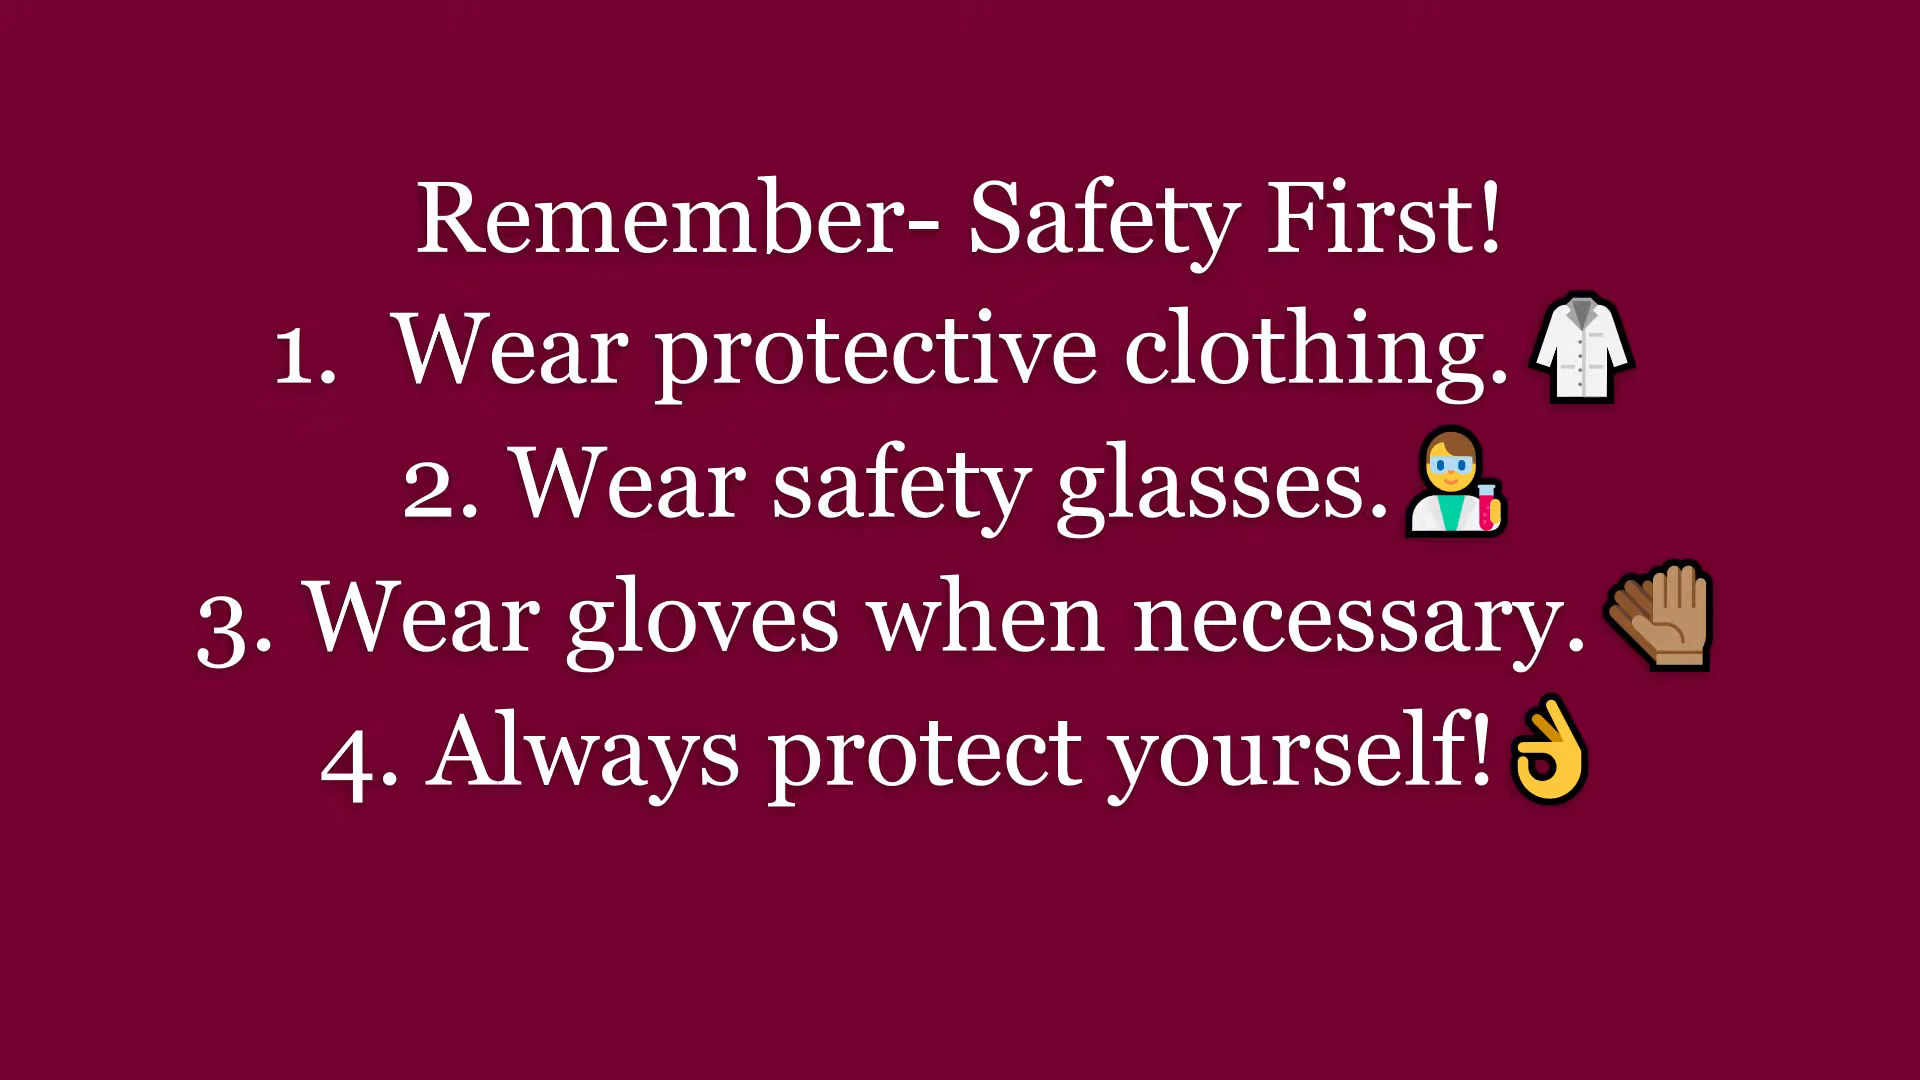 Remember- Safety First!
1.  Wear protective clothing.🥼
2. Wear safety glasses.👨‍🔬
3. Wear gloves when necessary.👏🏽
4. Always protect yourself!👌